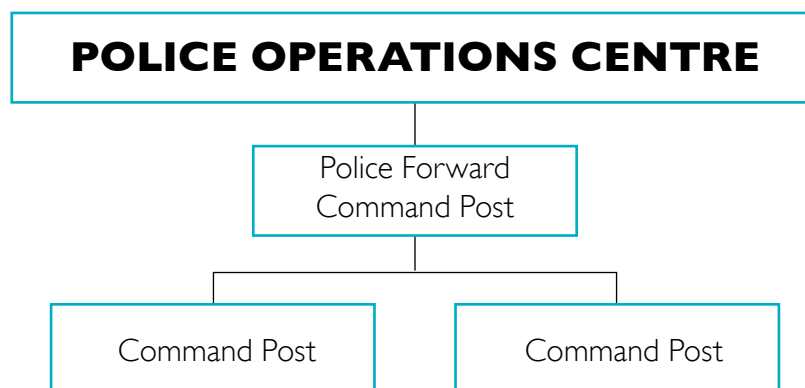 POLICE OPERATIONS CENTRE
Police Forward
Command Post
Command Post
Command Post